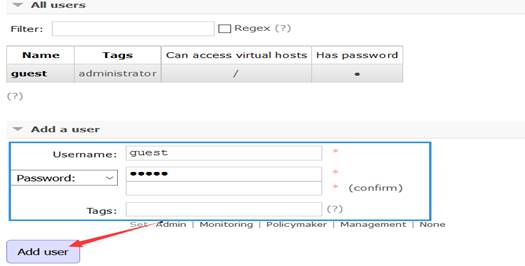 All users
Filter: Regex (?)
Name Tags Can access virtual hosts Has password
guest administrator / ●
(?)
Add a user
Username: guest *
Password: ●●●●● *
* (confirm)
Tags: (?)
Set Admin | Monitoring | Policymaker | Management | None
Add user